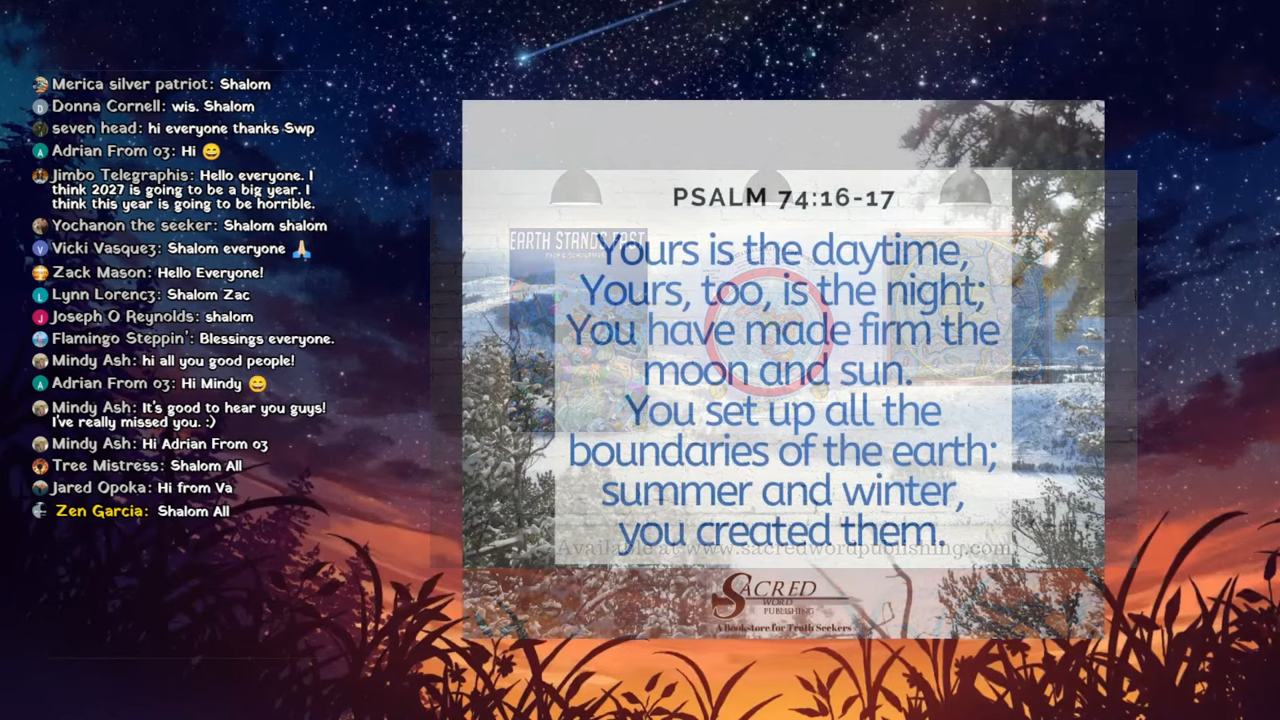 Merica silver patriot: Shalom
Donna Cornell: wis. Shalom
seven head: hi everyone thanks Swp
Adrian From 03: Hi 😄
Jimbo Telegraphis: Hello everyone. I
think 2027 is going to be a big year. I
think this year is going to be horrible.
Yochanon the seeker: Shalom shalom
Vicki Vasquez: Shalom everyone 🙏🏻
Zack Mason: Hello Everyone!
Lynn Lorencz: Shalom Zac
Joseph O Reynolds: shalom
Flamingo Steppin': Blessings everyone.
Mindy Ash: hi all you good people!
Adrian From 03: Hi Mindy 😄
Mindy Ash: It's good to hear you guys!
I've really missed you. :)
Mindy Ash: Hi Adrian From 03
Tree Mistress: Shalom All
Jared Opoka: Hi from Va
Zen Garcia: Shalom All
PSALM 74:16-17
EARTH STANDS FAST
Yours is the daytime,
Yours, too, is the night;
You have made firm the
moon and sun.
You set up all the
boundaries of the earth;
summer and winter,
you created them.
Available at www.sacredwordpublishing.com
SACRED
WORD
PUBLISHING
A Bookstore for Truth Seekers